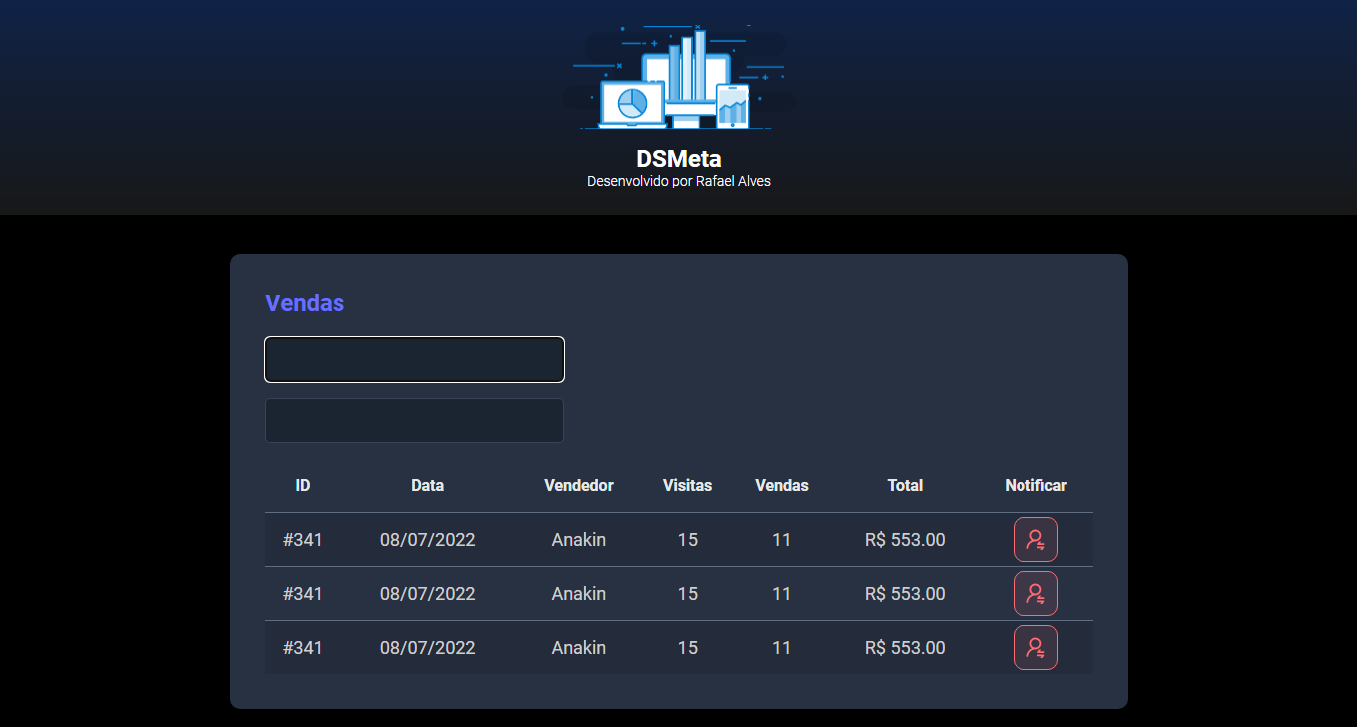 DSMeta
Desenvolvido por Rafael Alves
Vendas
ID Data Vendedor Visitas Vendas Total Notificar
#341 08/07/2022 Anakin 15 11 R$ 553.00
#341 08/07/2022 Anakin 15 11 R$ 553.00
#341 08/07/2022 Anakin 15 11 R$ 553.00